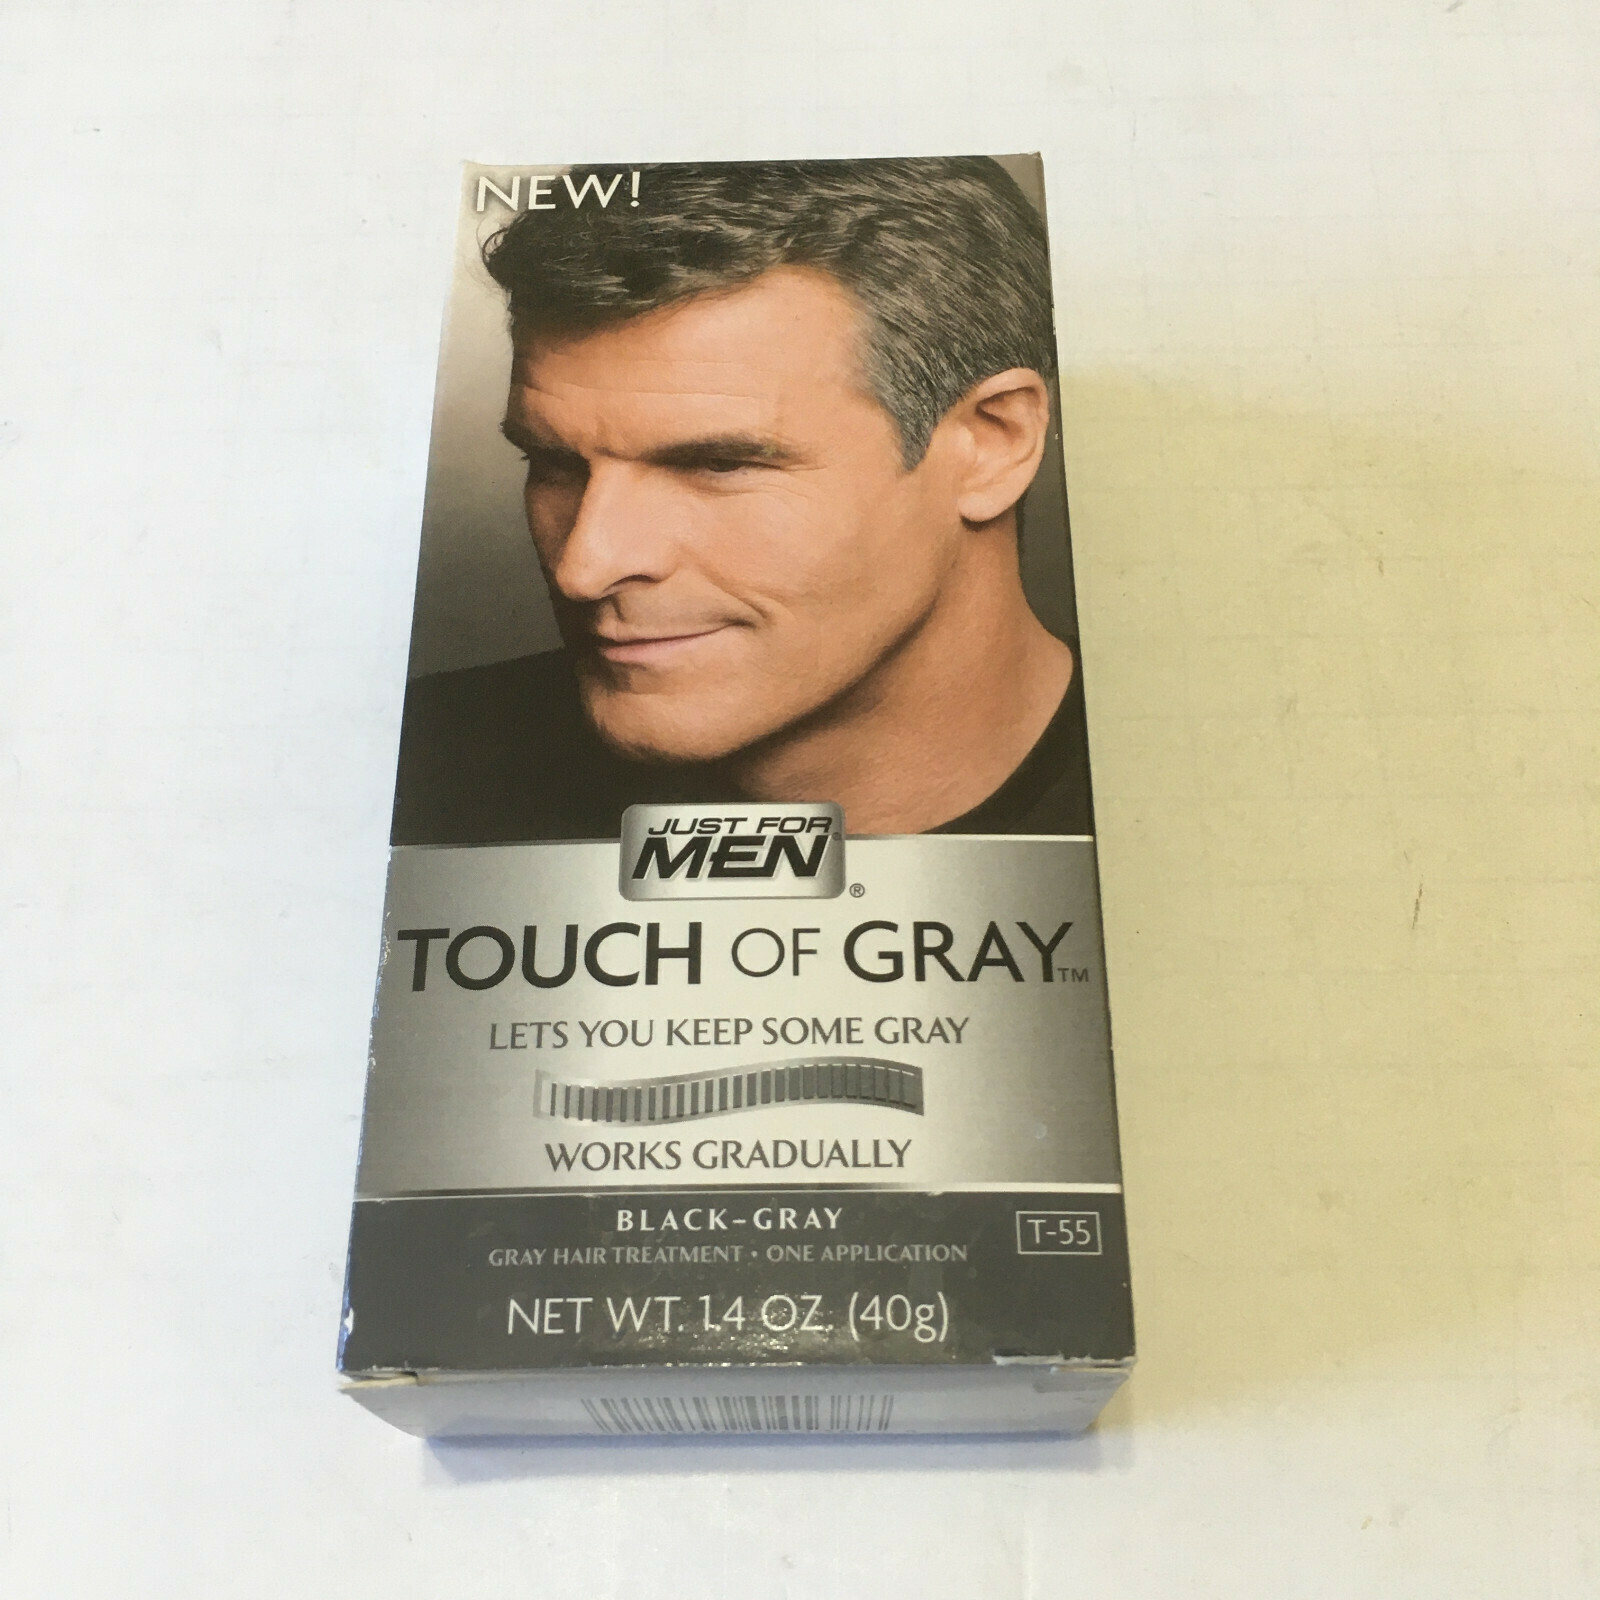 NEW!
JUST FOR
MEN®
TOUCH OF GRAY™
LETS YOU KEEP SOME GRAY
WORKS GRADUALLY
BLACK-GRAY
T-55
GRAY HAIR TREATMENT • ONE APPLICATION
NET WT. 1.4 OZ. (40g)